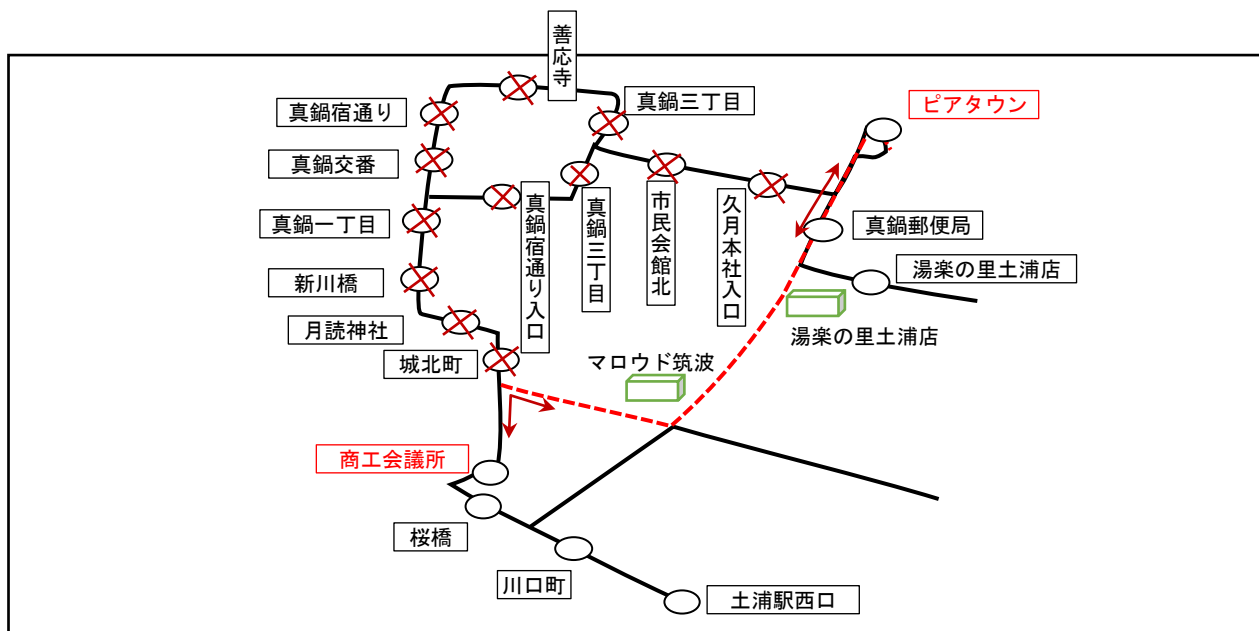 善応寺
真鍋宿通り
真鍋三丁目
ピアタウン
真鍋交番
真鍋一丁目
真鍋宿通り入口
真鍋三丁目
市民会館北
久月本社入口
真鍋郵便局
新川橋
湯楽の里土浦店
月読神社
湯楽の里土浦店
城北町
マロウド筑波
商工会議所
桜橋
川口町
土浦駅西口